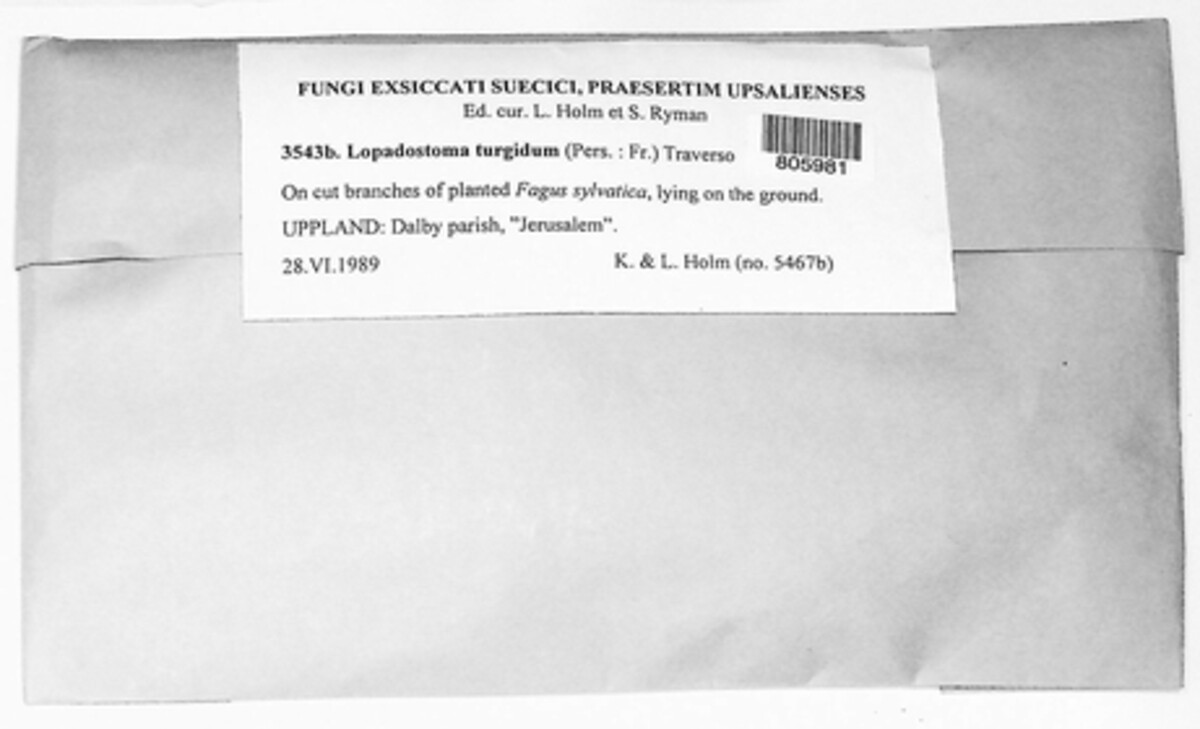 FUNGI EXSICCATI SUECICI, PRAESERTIM UPSALIENSES
Ed. cur. L. Holm et S. Ryman
3543b. Lopadostoma turgidum (Pers. : Fr.) Traverso
805981
On cut branches of planted Fagus sylvatica, lying on the ground.
UPPLAND: Dalby parish, "Jerusalem".
28.VI.1989 K. & L. Holm (no. 5467b)